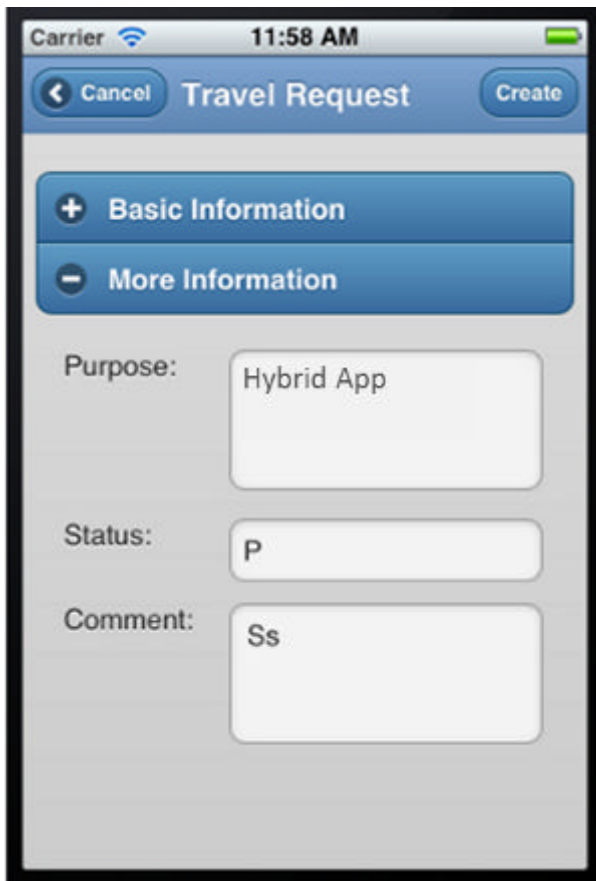 Carrier 11:58 AM
Cancel Travel Request Create
Basic Information
More Information
Purpose: Hybrid App
Status: P
Comment: Ss